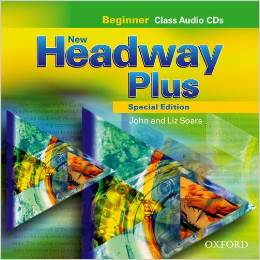 Beginner Class Audio CDs
New
Headway
Plus
Special Edition
John and Liz Soars
OXFORD